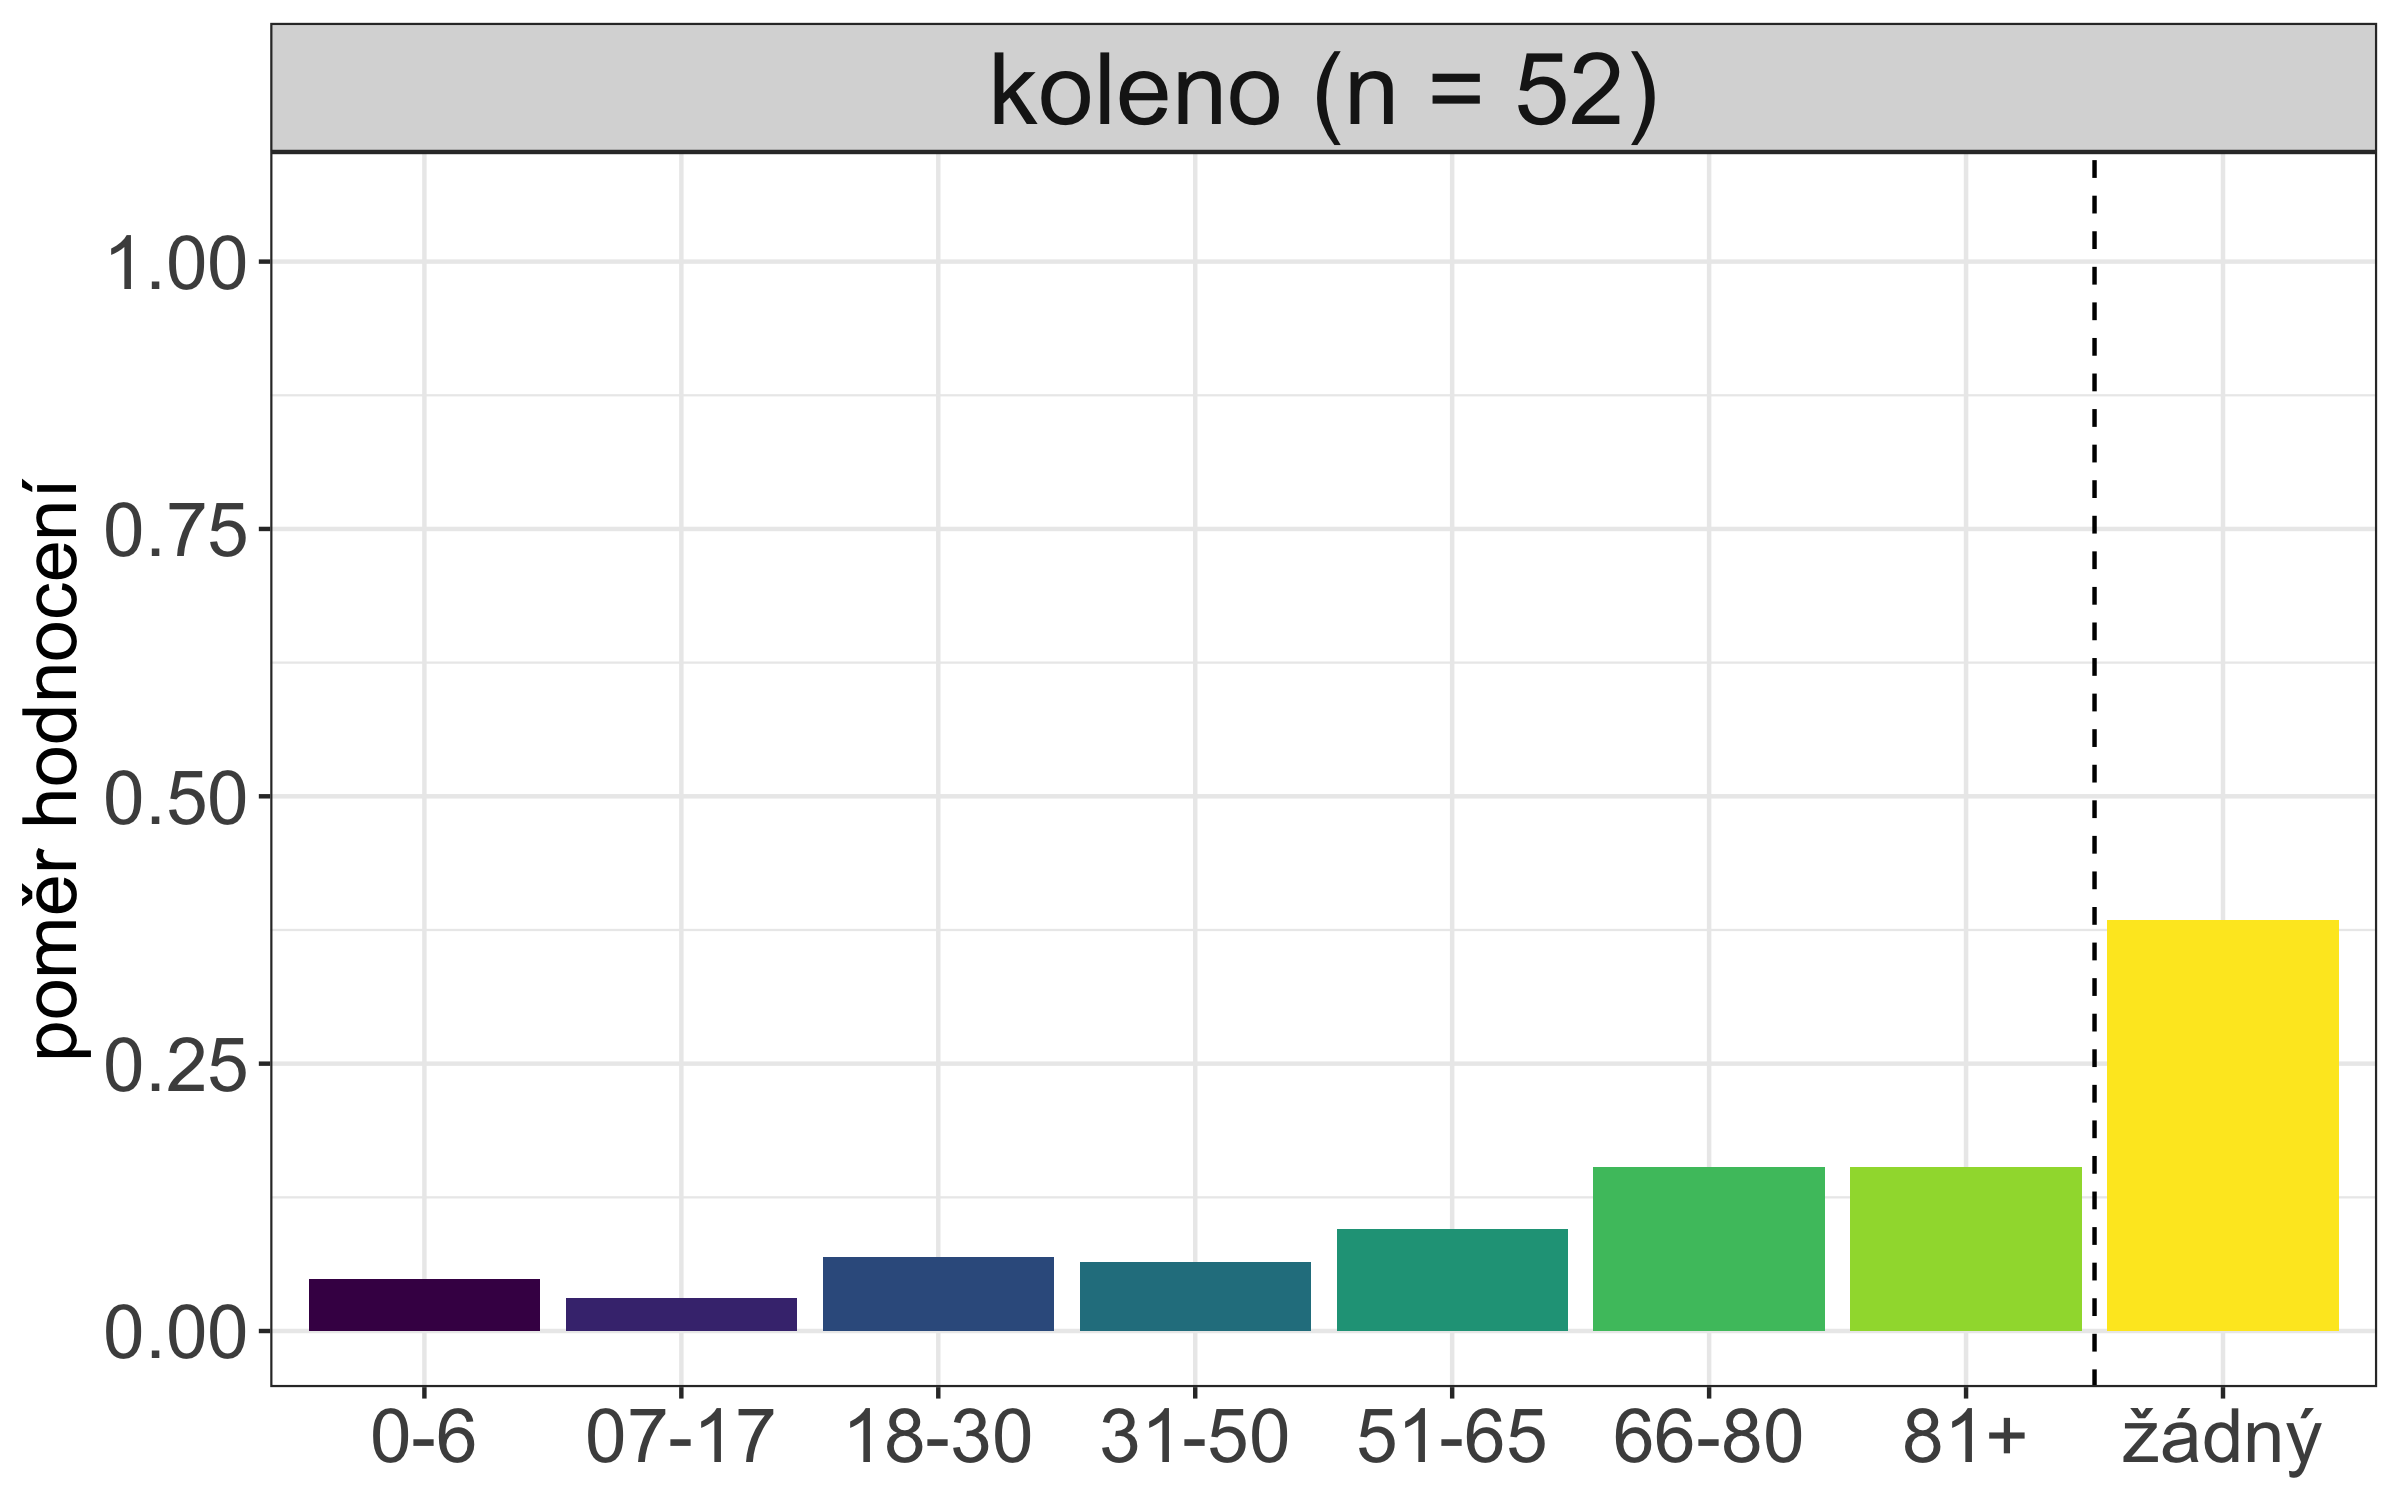 koleno (n = 52)
poměr hodnocení
1.00
0.75
0.50
0.25
0.00
0-6 07-17 18-30 31-50 51-65 66-80 81+ žádný